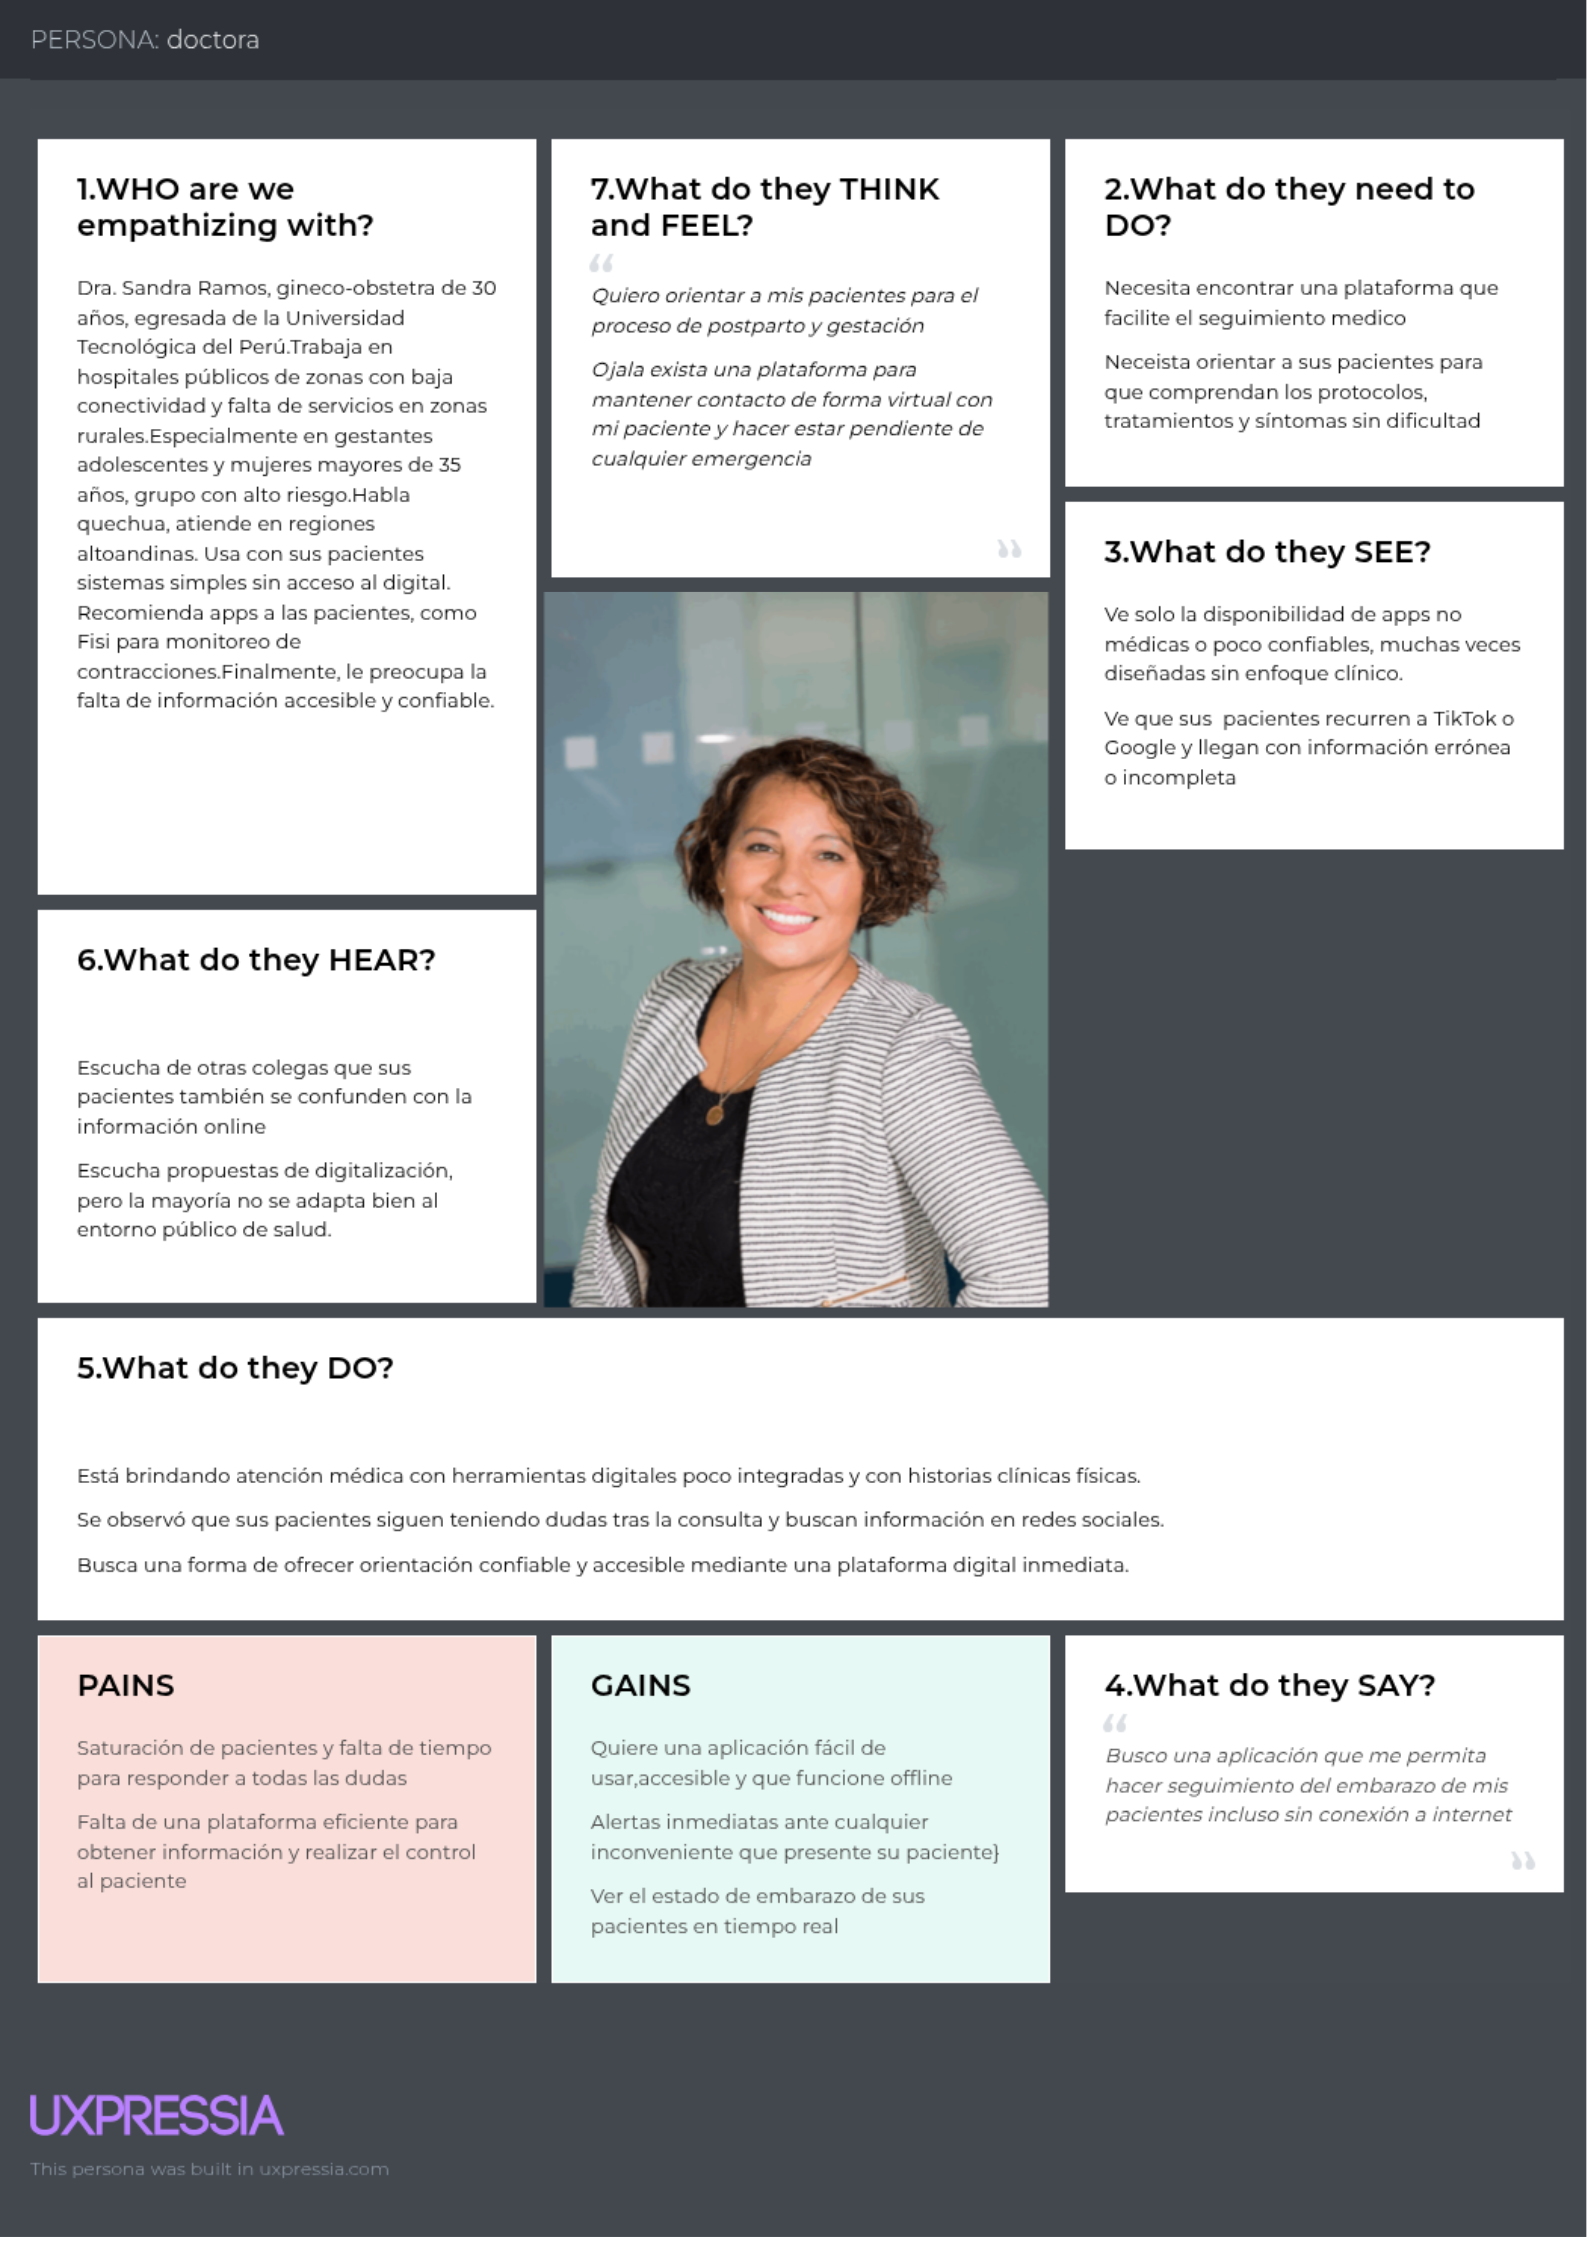 PERSONA: doctora
1.WHO are we
empathizing with?
Dra. Sandra Ramos, gineco-obstetra de 30
años, egresada de la Universidad
Tecnológica del Perú.Trabaja en
hospitales públicos de zonas con baja
conectividad y falta de servicios en zonas
rurales.Especialmente en gestantes
adolescentes y mujeres mayores de 35
años, grupo con alto riesgo.Habla
quechua, atiende en regiones
altoandinas. Usa con sus pacientes
sistemas simples sin acceso al digital.
Recomienda apps a las pacientes, como
Fisi para monitoreo de
contracciones.Finalmente, le preocupa la
falta de información accesible y confiable.
7.What do they THINK
and FEEL?
“
Quiero orientar a mis pacientes para el
proceso de postparto y gestación
Ojala exista una plataforma para
mantener contacto de forma virtual con
mi paciente y hacer estar pendiente de
cualquier emergencia
”
2.What do they need to
DO?
Necesita encontrar una plataforma que
facilite el seguimiento medico
Neceista orientar a sus pacientes para
que comprendan los protocolos,
tratamientos y síntomas sin dificultad
3.What do they SEE?
Ve solo la disponibilidad de apps no
médicas o poco confiables, muchas veces
diseñadas sin enfoque clínico.
Ve que sus  pacientes recurren a TikTok o
Google y llegan con información errónea
o incompleta
6.What do they HEAR?
Escucha de otras colegas que sus
pacientes también se confunden con la
información online
Escucha propuestas de digitalización,
pero la mayoría no se adapta bien al
entorno público de salud.
5.What do they DO?
Está brindando atención médica con herramientas digitales poco integradas y con historias clínicas físicas.
Se observó que sus pacientes siguen teniendo dudas tras la consulta y buscan información en redes sociales.
Busca una forma de ofrecer orientación confiable y accesible mediante una plataforma digital inmediata.
PAINS
Saturación de pacientes y falta de tiempo
para responder a todas las dudas
Falta de una plataforma eficiente para
obtener información y realizar el control
al paciente
GAINS
Quiere una aplicación fácil de
usar,accesible y que funcione offline
Alertas inmediatas ante cualquier
inconveniente que presente su paciente}
Ver el estado de embarazo de sus
pacientes en tiempo real
4.What do they SAY?
“
Busco una aplicación que me permita
hacer seguimiento del embarazo de mis
pacientes incluso sin conexión a internet
”
UXPRESSIA
This persona was built in uxpressia.com